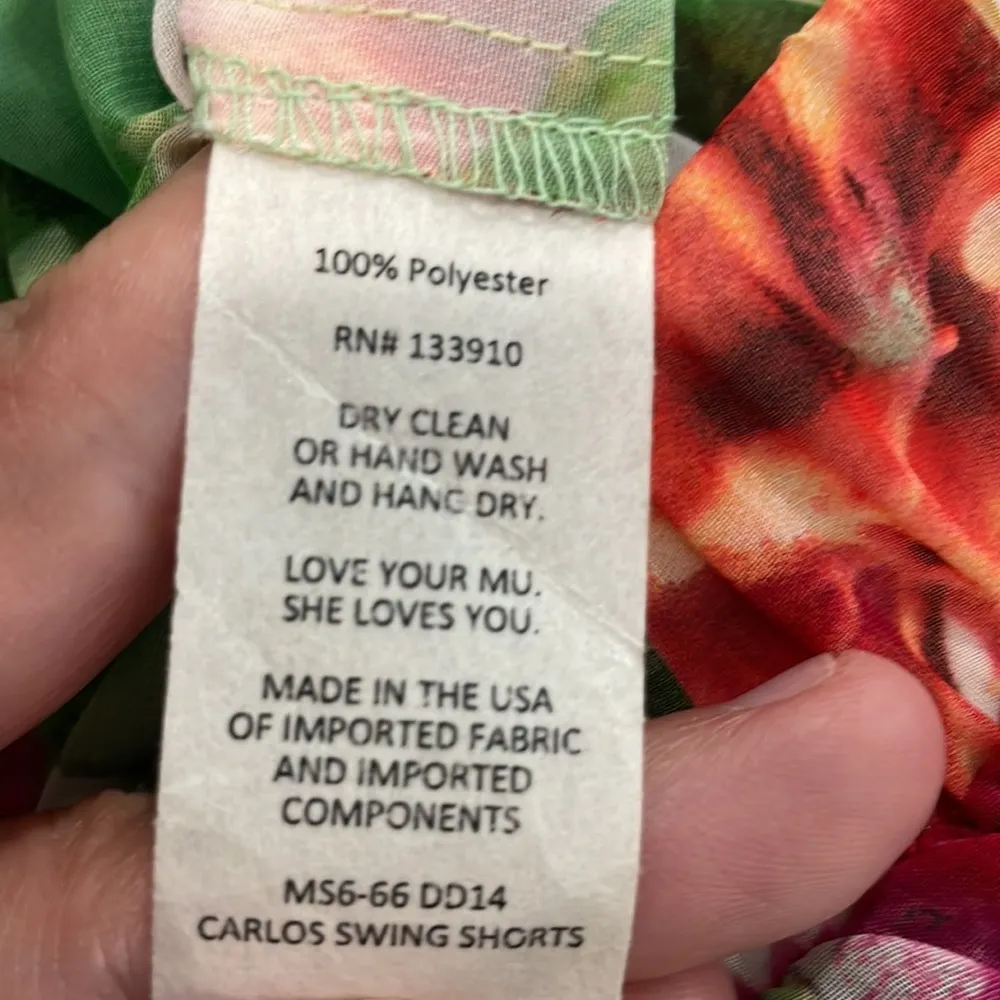 100% Polyester
RN# 133910
DRY CLEAN
OR HAND WASH
AND HANG DRY.
LOVE YOUR MU.
SHE LOVES YOU.
MADE IN THE USA
OF IMPORTED FABRIC
AND IMPORTED
COMPONENTS
MS6-66 DD14
CARLOS SWING SHORTS